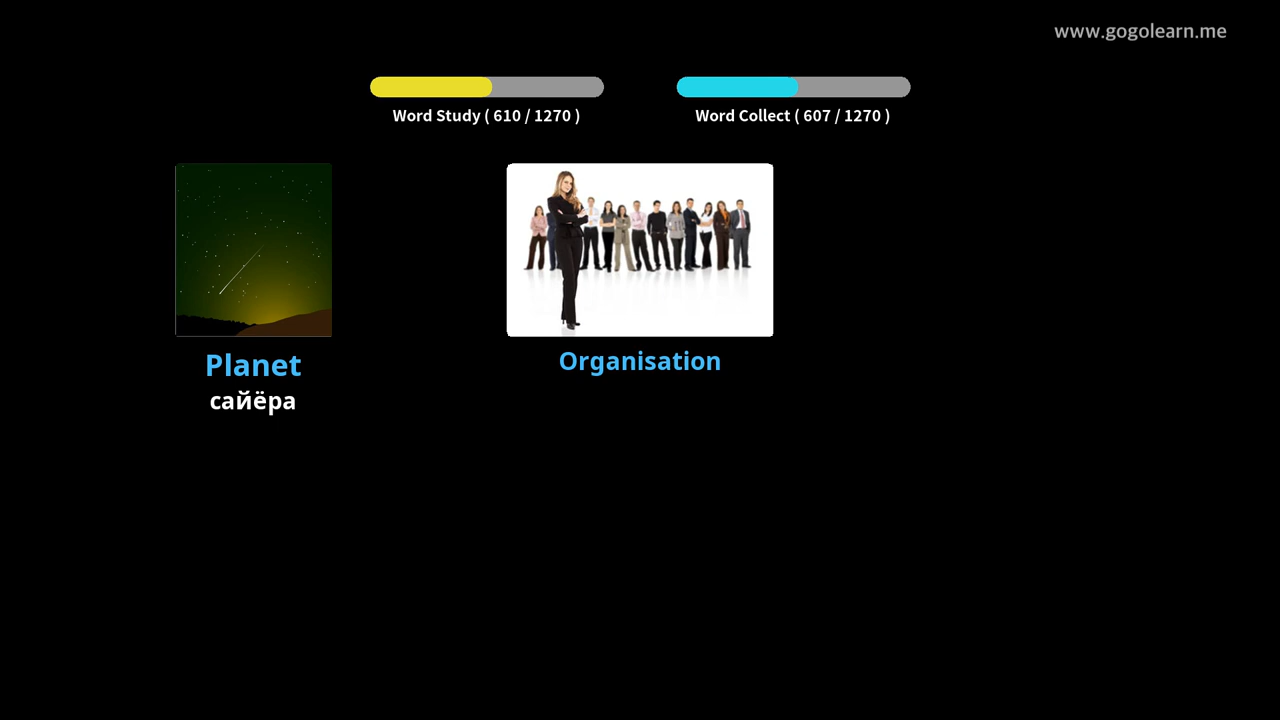 www.gogolearn.me
Word Study ( 610 / 1270 )
Word Collect ( 607 / 1270 )
Planet
сайёра
Organisation